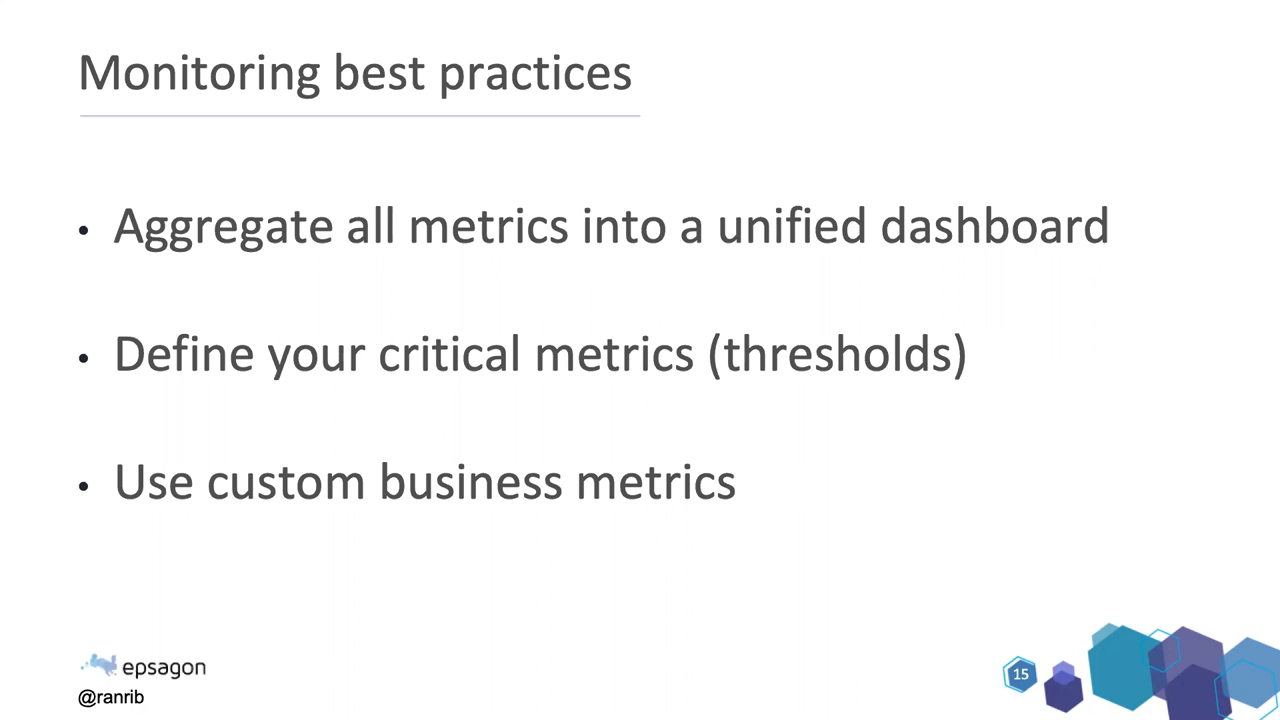 Monitoring best practices
• Aggregate all metrics into a unified dashboard
• Define your critical metrics (thresholds)
• Use custom business metrics
epsagon
@ranrib
15